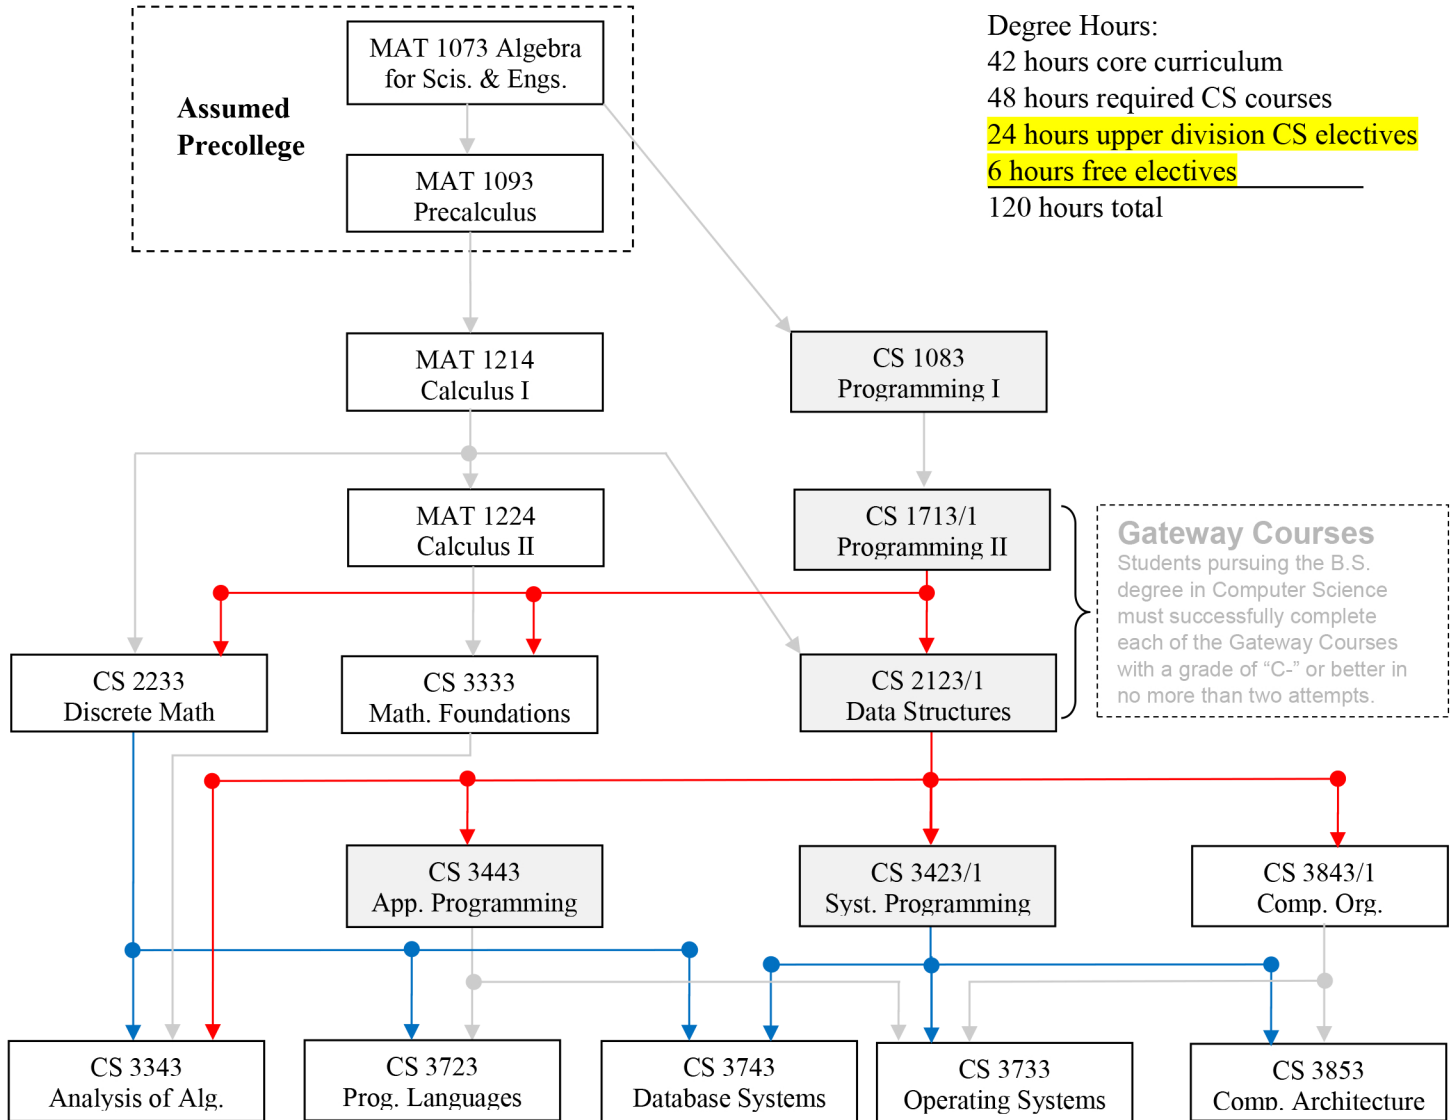 Degree Hours:
42 hours core curriculum
48 hours required CS courses
24 hours upper division CS electives
6 hours free electives
120 hours total
Assumed
Precollege
MAT 1073 Algebra
for Scis. & Engs.
MAT 1093
Precalculus
MAT 1214
Calculus I
CS 1083
Programming I
MAT 1224
Calculus II
CS 1713/1
Programming II
Gateway Courses
Students pursuing the B.S.
degree in Computer Science
must successfully complete
each of the Gateway Courses
with a grade of “C-” or better in
no more than two attempts.
CS 2233
Discrete Math
CS 3333
Math. Foundations
CS 2123/1
Data Structures
CS 3443
App. Programming
CS 3423/1
Syst. Programming
CS 3843/1
Comp. Org.
CS 3343
Analysis of Alg.
CS 3723
Prog. Languages
CS 3743
Database Systems
CS 3733
Operating Systems
CS 3853
Comp. Architecture